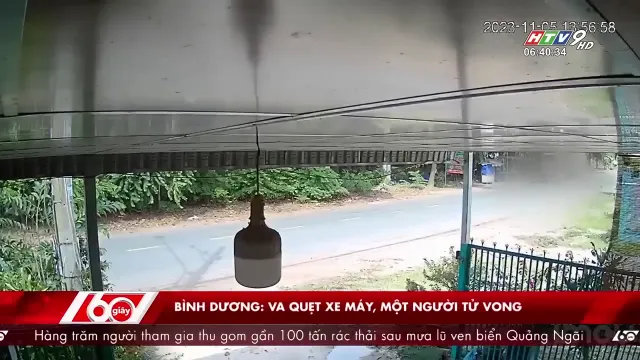 2023-11-05 13:56:58
HTV9 HD
06:40:34
60 giây
BÌNH DƯƠNG: VA QUẸT XE MÁY, MỘT NGƯỜI TỬ VONG
Hàng trăm người tham gia thu gom gần 100 tấn rác thải sau mưa lũ ven biển Quảng Ngãi